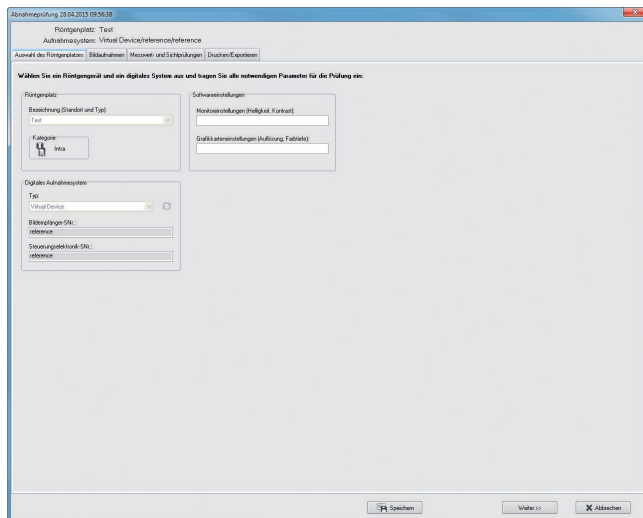 Abnahmeprüfung 28.04.2015 09:56:38
Röntgenplatz: Test
Aufnahmesystem: Virtual Device/reference/reference
Auswahl des Röntgenplatzes Bildaufnahmen Messwert- und Sichtprüfungen Drucken/Exportieren
Wählen Sie ein Röntgengerät und ein digitales System aus und tragen Sie alle notwendigen Parameter für die Prüfung ein:
Röntgenplatz
Bezeichnung (Standort und Typ):
Test
Kategorie
Intra
Softwareeinstellungen
Monitoreinstellungen (Helligkeit, Kontrast):
Grafikkarteneinstellungen (Auflösung, Farbtiefe):
Digitales Aufnahmesystem
Typ:
Virtual Device
Bildempfänger-SNr.:
reference
Steuerungselektronik-SNr.:
reference
Speichern Weiter >> Abbrechen